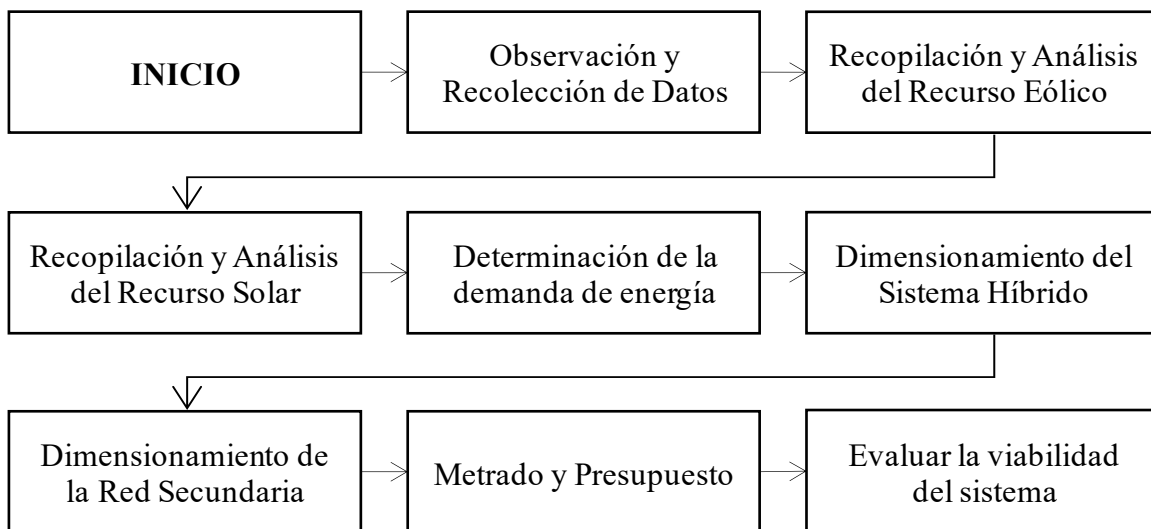 INICIO
Observación y
Recolección de Datos
Recopilación y Análisis
del Recurso Eólico
Recopilación y Análisis
del Recurso Solar
Determinación de la
demanda de energía
Dimensionamiento del
Sistema Híbrido
Dimensionamiento de
la Red Secundaria
Metrado y Presupuesto
Evaluar la viabilidad
del sistema